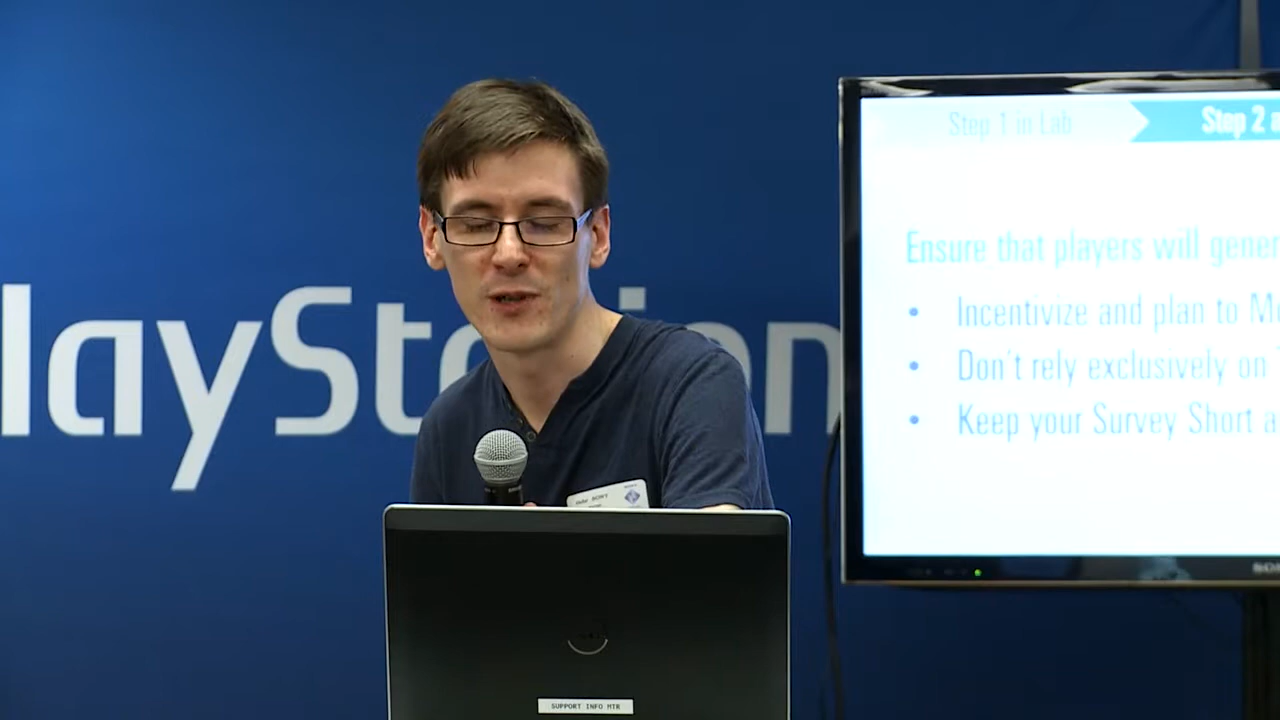 layStation
Step 1 in Lab
Step 2
Ensure that players will gener
Incentivize and plan to M
Don't rely exclusively on
Keep your Survey Short a
SUPPORT INFO MTR